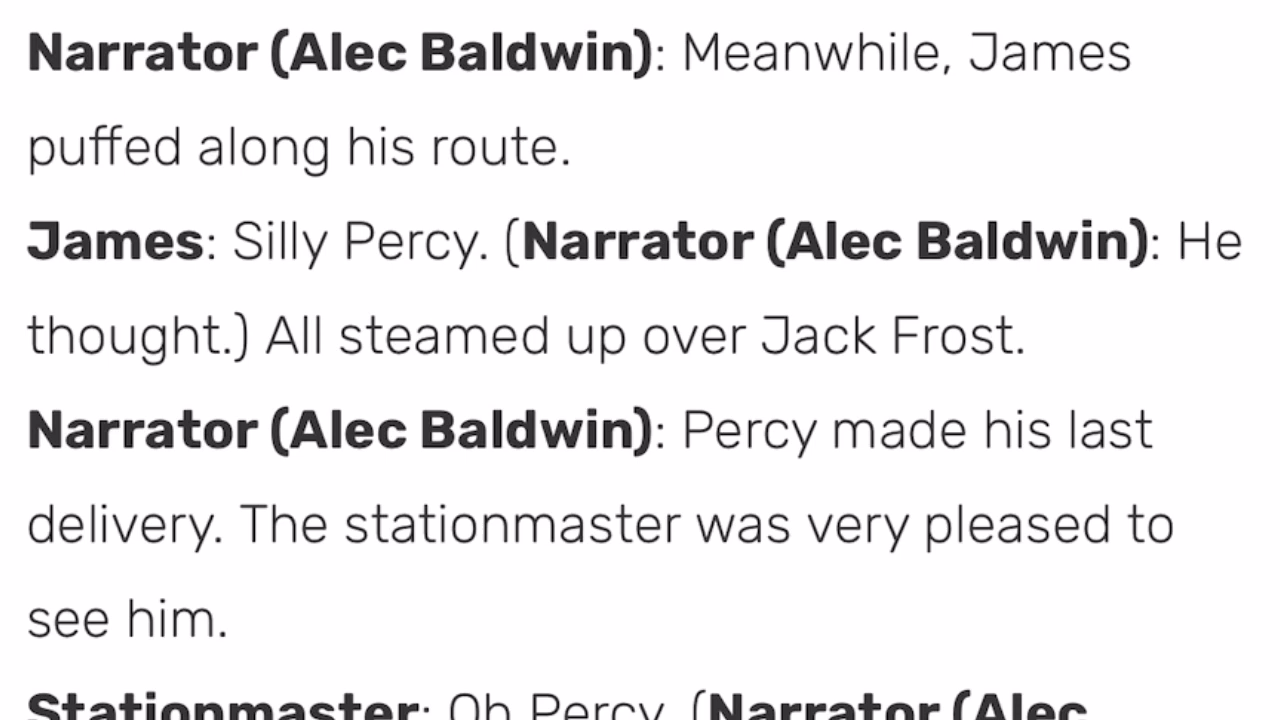 Narrator (Alec Baldwin): Meanwhile, James
puffed along his route.
James: Silly Percy. (Narrator (Alec Baldwin): He
thought.) All steamed up over Jack Frost.
Narrator (Alec Baldwin): Percy made his last
delivery. The stationmaster was very pleased to
see him.
Stationmaster: Oh Percy. (Narrator (Alec